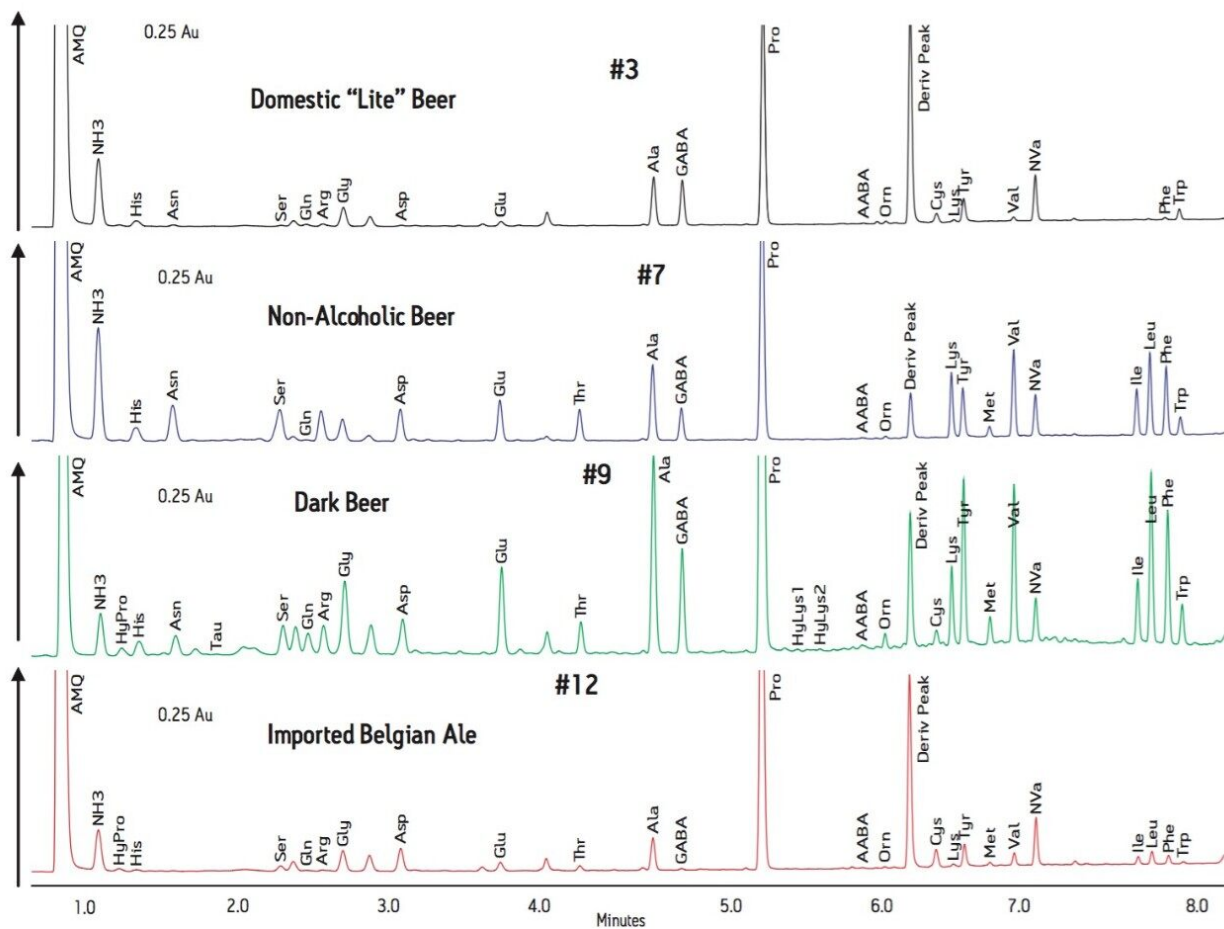 0.25 Au
#3
Domestic “Lite” Beer
AMQ
NH3
His
Asn
Ser
Gln
Arg
Gly
Asp
Glu
Ala
GABA
Pro
AABA
Orn
Deriv Peak
Cys
Lys
Tyr
Val
NVa
Phe
Trp
0.25 Au
#7
Non-Alcoholic Beer
AMQ
NH3
His
Asn
Ser
Gln
Asp
Glu
Thr
Ala
GABA
Pro
AABA
Orn
Deriv Peak
Lys
Tyr
Met
Val
NVa
Ile
Leu
Phe
Trp
0.25 Au
#9
Dark Beer
AMQ
NH3
HyPro
His
Asn
Tau
Ser
Gln
Arg
Gly
Asp
Glu
Thr
Ala
GABA
Pro
HyLys1
HyLys2
AABA
Orn
Deriv Peak
Cys
Lys
Tyr
Met
Val
NVa
Ile
Leu
Phe
Trp
0.25 Au
#12
Imported Belgian Ale
AMQ
NH3
HyPro
His
Ser
Gln
Arg
Gly
Asp
Glu
Thr
Ala
GABA
Pro
AABA
Orn
Deriv Peak
Cys
Lys
Tyr
Met
Val
NVa
Ile
Leu
Phe
Trp
1.0 2.0 3.0 4.0 5.0 6.0 7.0 8.0
Minutes